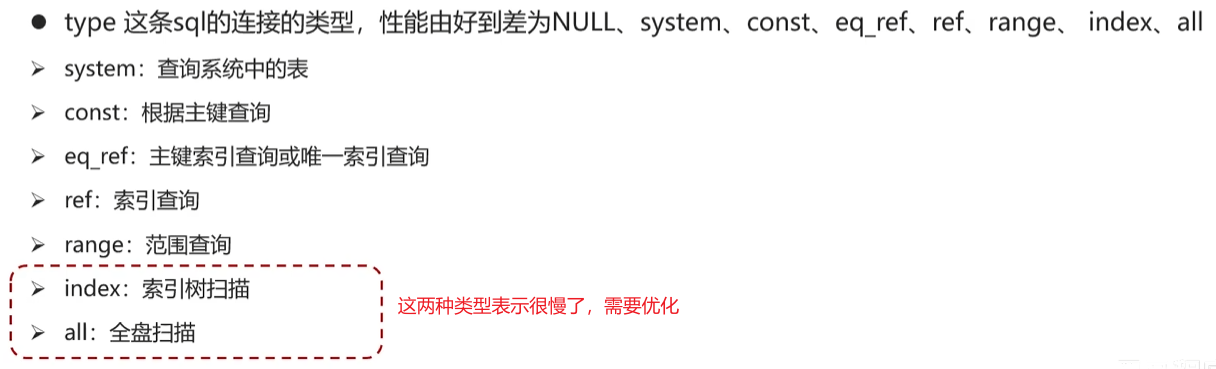 ● type 这条sql的连接的类型，性能由好到差为NULL、system、const、eq_ref、ref、range、 index、all
➢ system：查询系统中的表
➢ const：根据主键查询
➢ eq_ref：主键索引查询或唯一索引查询
➢ ref：索引查询
➢ range：范围查询
➢ index：索引树扫描
这两种类型表示很慢了，需要优化
➢ all：全盘扫描